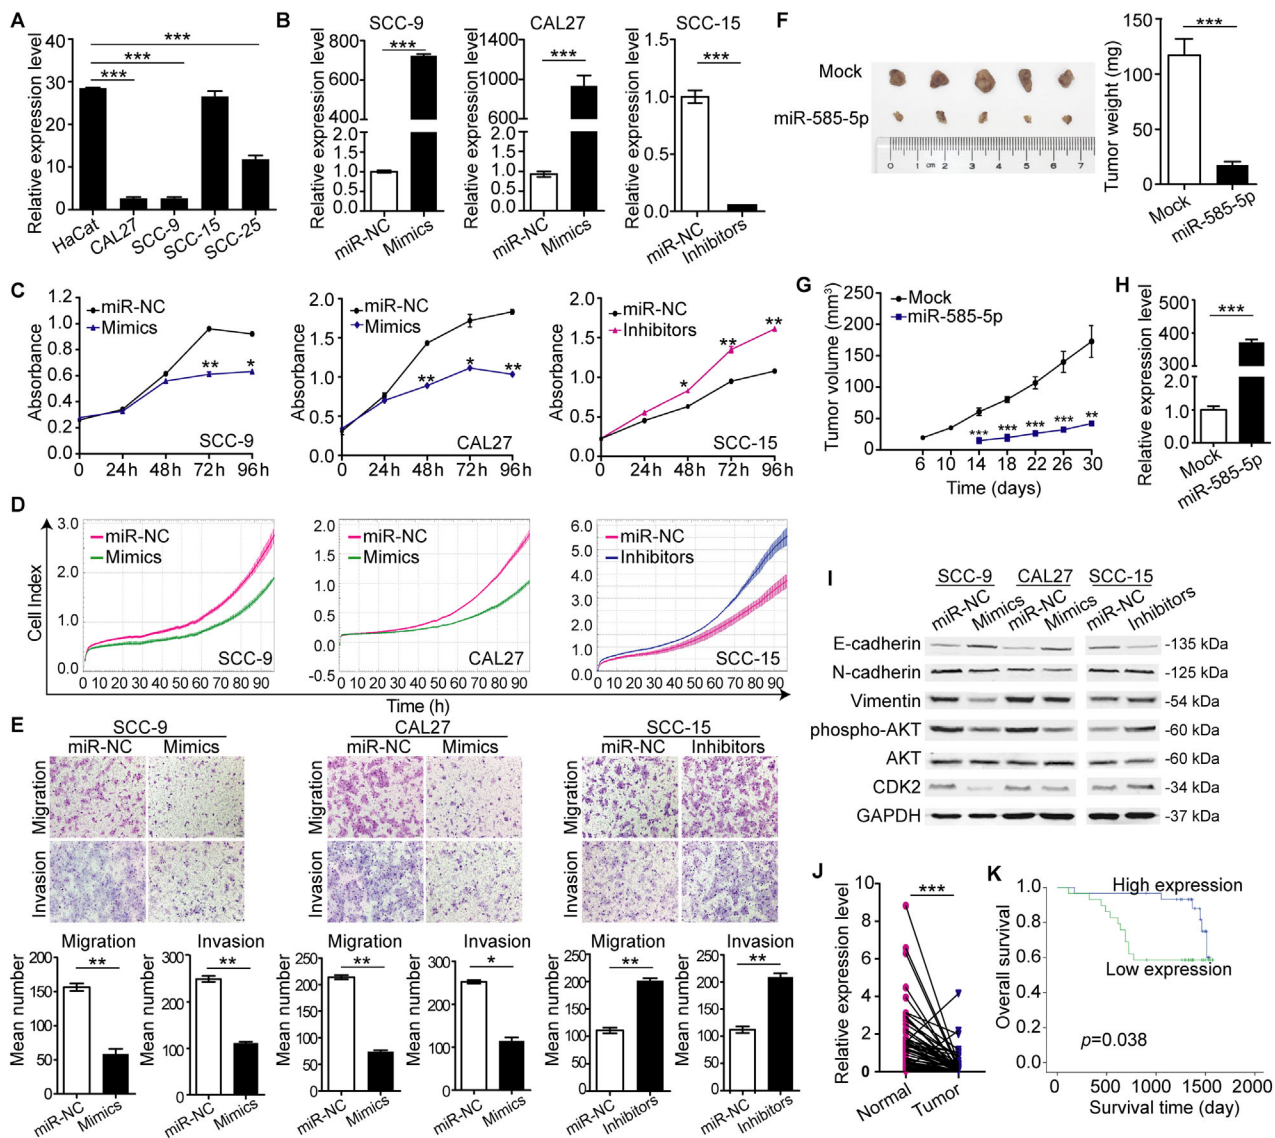 A
Relative expression level
40
30
20
10
0
***
***
***
HaCat
CAL27
SCC-9
SCC-15
SCC-25
B
SCC-9
Relative expression level
800
600
400
2.0
1.5
1.0
0.5
0.0
***
miR-NC
Mimics
CAL27
Relative expression level
1400
1000
600
2.0
1.5
1.0
0.5
0.0
***
miR-NC
Mimics
SCC-15
Relative expression level
1.5
1.0
0.5
0.0
***
miR-NC
Inhibitors
F
Mock
miR-585-5p
0 1 cm 2 3 4 5 6 7
Tumor weight (mg)
150
100
50
0
***
Mock
miR-585-5p
C
Absorbance
1.2
1.0
0.8
0.6
0.4
0.2
0.0
miR-NC
Mimics
** *
SCC-9
0 24h 48h 72h 96h
Absorbance
2.0
1.5
1.0
0.5
0.0
miR-NC
Mimics
** * **
CAL27
0 24h 48h 72h 96h
Absorbance
2.0
1.5
1.0
0.5
0.0
miR-NC
Inhibitors
* ** **
SCC-15
0 24h 48h 72h 96h
G
Tumor volume (mm³)
250
200
150
100
50
0
Mock
miR-585-5p
*** *** *** *** **
6 10 14 18 22 26 30
Time (days)
H
Relative expression level
500
400
300
2.0
1.0
0.0
***
Mock
miR-585-5p
D
Cell Index
3.0
2.0
1.0
0.0
miR-NC
Mimics
SCC-9
0 10 20 30 40 50 60 70 80 90
2.0
1.5
1.0
0.5
0.0
-0.5
miR-NC
Mimics
CAL27
0 10 20 30 40 50 60 70 80 90
6.0
5.0
4.0
3.0
2.0
1.0
0.0
miR-NC
Inhibitors
SCC-15
0 10 20 30 40 50 60 70 80 90
Time (h)
E
SCC-9
miR-NC Mimics
CAL27
miR-NC Mimics
SCC-15
miR-NC Inhibitors
Migration
Invasion
Migration
Invasion
Migration
Invasion
Migration
Mean number
200
150
100
50
0
**
miR-NC
Mimics
Invasion
Mean number
300
200
100
0
**
miR-NC
Mimics
Migration
Mean number
250
200
150
100
50
0
**
miR-NC
Mimics
Invasion
Mean number
300
200
100
0
*
miR-NC
Mimics
Migration
Mean number
250
200
150
100
50
0
**
miR-NC
Inhibitors
Invasion
Mean number
250
200
150
100
50
0
**
miR-NC
Inhibitors
I
SCC-9 CAL27 SCC-15
miR-NC Mimics miR-NC Mimics miR-NC Inhibitors
E-cadherin -135 kDa
N-cadherin -125 kDa
Vimentin -54 kDa
phospho-AKT -60 kDa
AKT -60 kDa
CDK2 -34 kDa
GAPDH -37 kDa
J
Relative expression level
10
8
6
4
2
0
***
Normal
Tumor
K
Overall survival
1.0
0.8
0.6
0.4
0.2
0.0
High expression
Low expression
p=0.038
0 500 1000 1500 2000
Survival time (day)